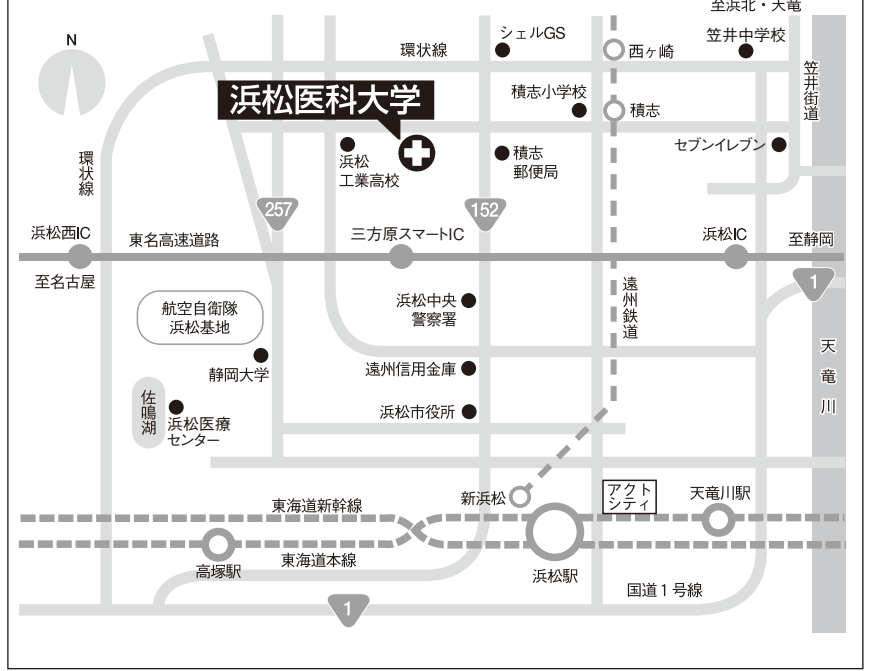 至浜北・天竜
N
シェルGS
環状線
西ヶ崎
笠井中学校
笠井街道
浜松医科大学
積志小学校
積志
環状線
浜松
工業高校
積志
郵便局
セブンイレブン
257
152
浜松西IC
東名高速道路
三方原スマートIC
浜松IC
至静岡
至名古屋
1
航空自衛隊
浜松基地
浜松中央
警察署
遠州鉄道
天竜川
静岡大学
遠州信用金庫
佐鳴湖
浜松医療
センター
浜松市役所
新浜松
アクト
シティ
天竜川駅
東海道新幹線
東海道本線
高塚駅
浜松駅
国道1号線
1